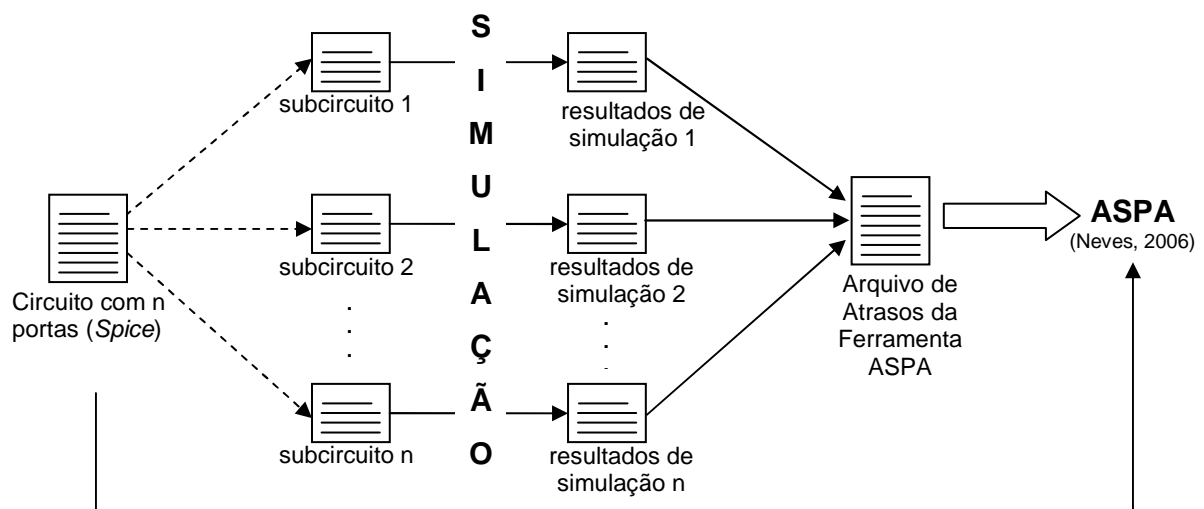 SIMULAÇÃO
subcircuito 1
resultados de
simulação 1
Circuito com n
portas (Spice)
subcircuito 2
resultados de
simulação 2
Arquivo de
Atrasos da
Ferramenta
ASPA
ASPA
(Neves, 2006)
subcircuito n
resultados de
simulação n